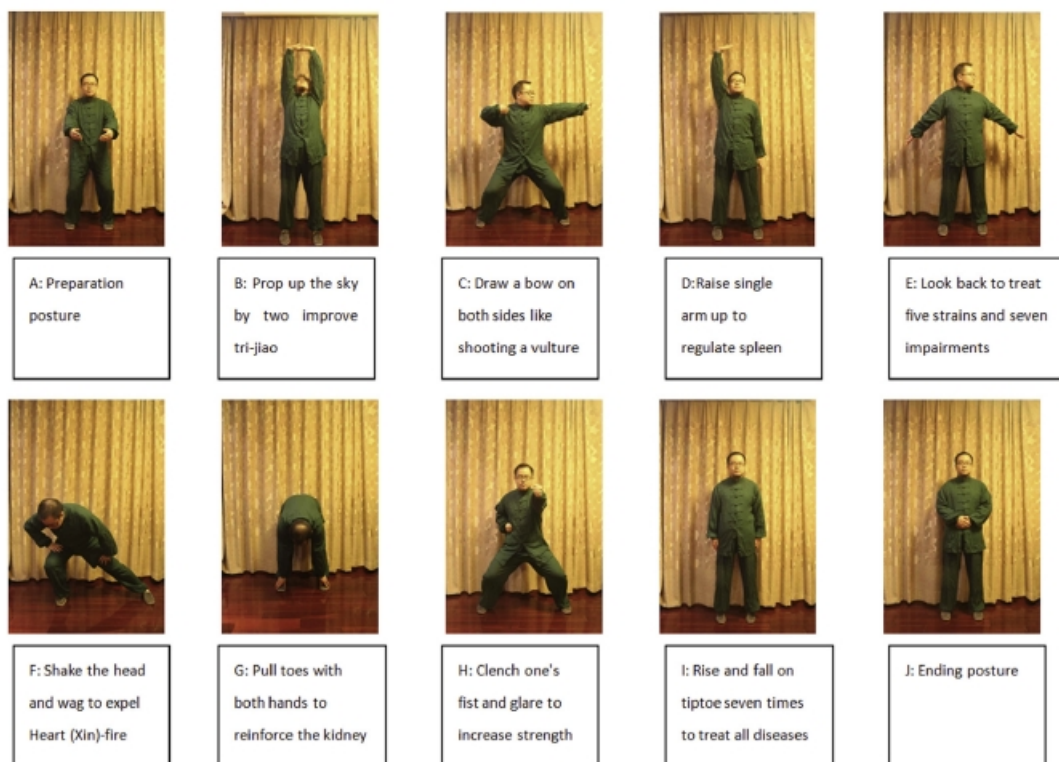 A: Preparation
posture
B: Prop up the sky
by two improve
tri-jiao
C: Draw a bow on
both sides like
shooting a vulture
D:Raise single
arm up to
regulate spleen
E: Look back to treat
five strains and seven
impairments
F: Shake the head
and wag to expel
Heart (Xin)-fire
G: Pull toes with
both hands to
reinforce the kidney
H: Clench one's
fist and glare to
increase strength
I: Rise and fall on
tiptoe seven times
to treat all diseases
J: Ending posture